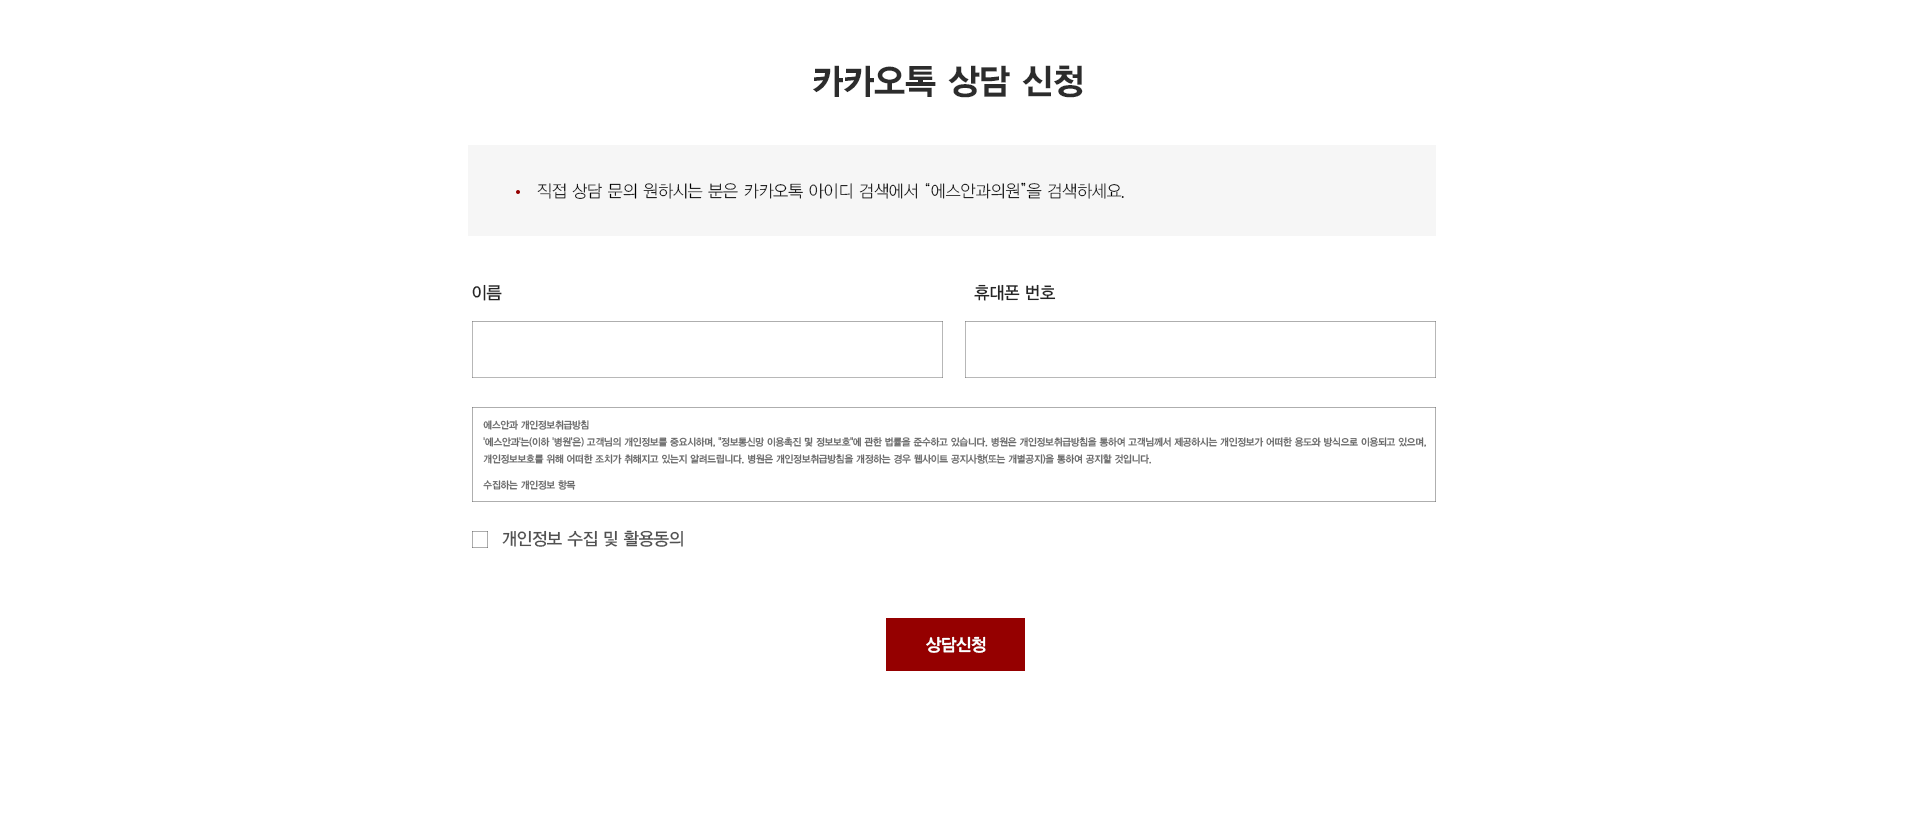 카카오톡 상담 신청
• 직접 상담 문의 원하시는 분은 카카오톡 아이디 검색에서 “에스안과의원”을 검색하세요.
이름
휴대폰 번호
에스안과 개인정보취급방침
'에스안과'는(이하 '병원'은) 고객님의 개인정보를 중요시하며, "정보통신망 이용촉진 및 정보보호"에 관한 법률을 준수하고 있습니다. 병원은 개인정보취급방침을 통하여 고객님께서 제공하시는 개인정보가 어떠한 용도와 방식으로 이용되고 있으며,
개인정보보호를 위해 어떠한 조치가 취해지고 있는지 알려드립니다. 병원은 개인정보취급방침을 개정하는 경우 웹사이트 공지사항(또는 개별공지)을 통하여 공지할 것입니다.
수집하는 개인정보 항목
개인정보 수집 및 활용동의
상담신청